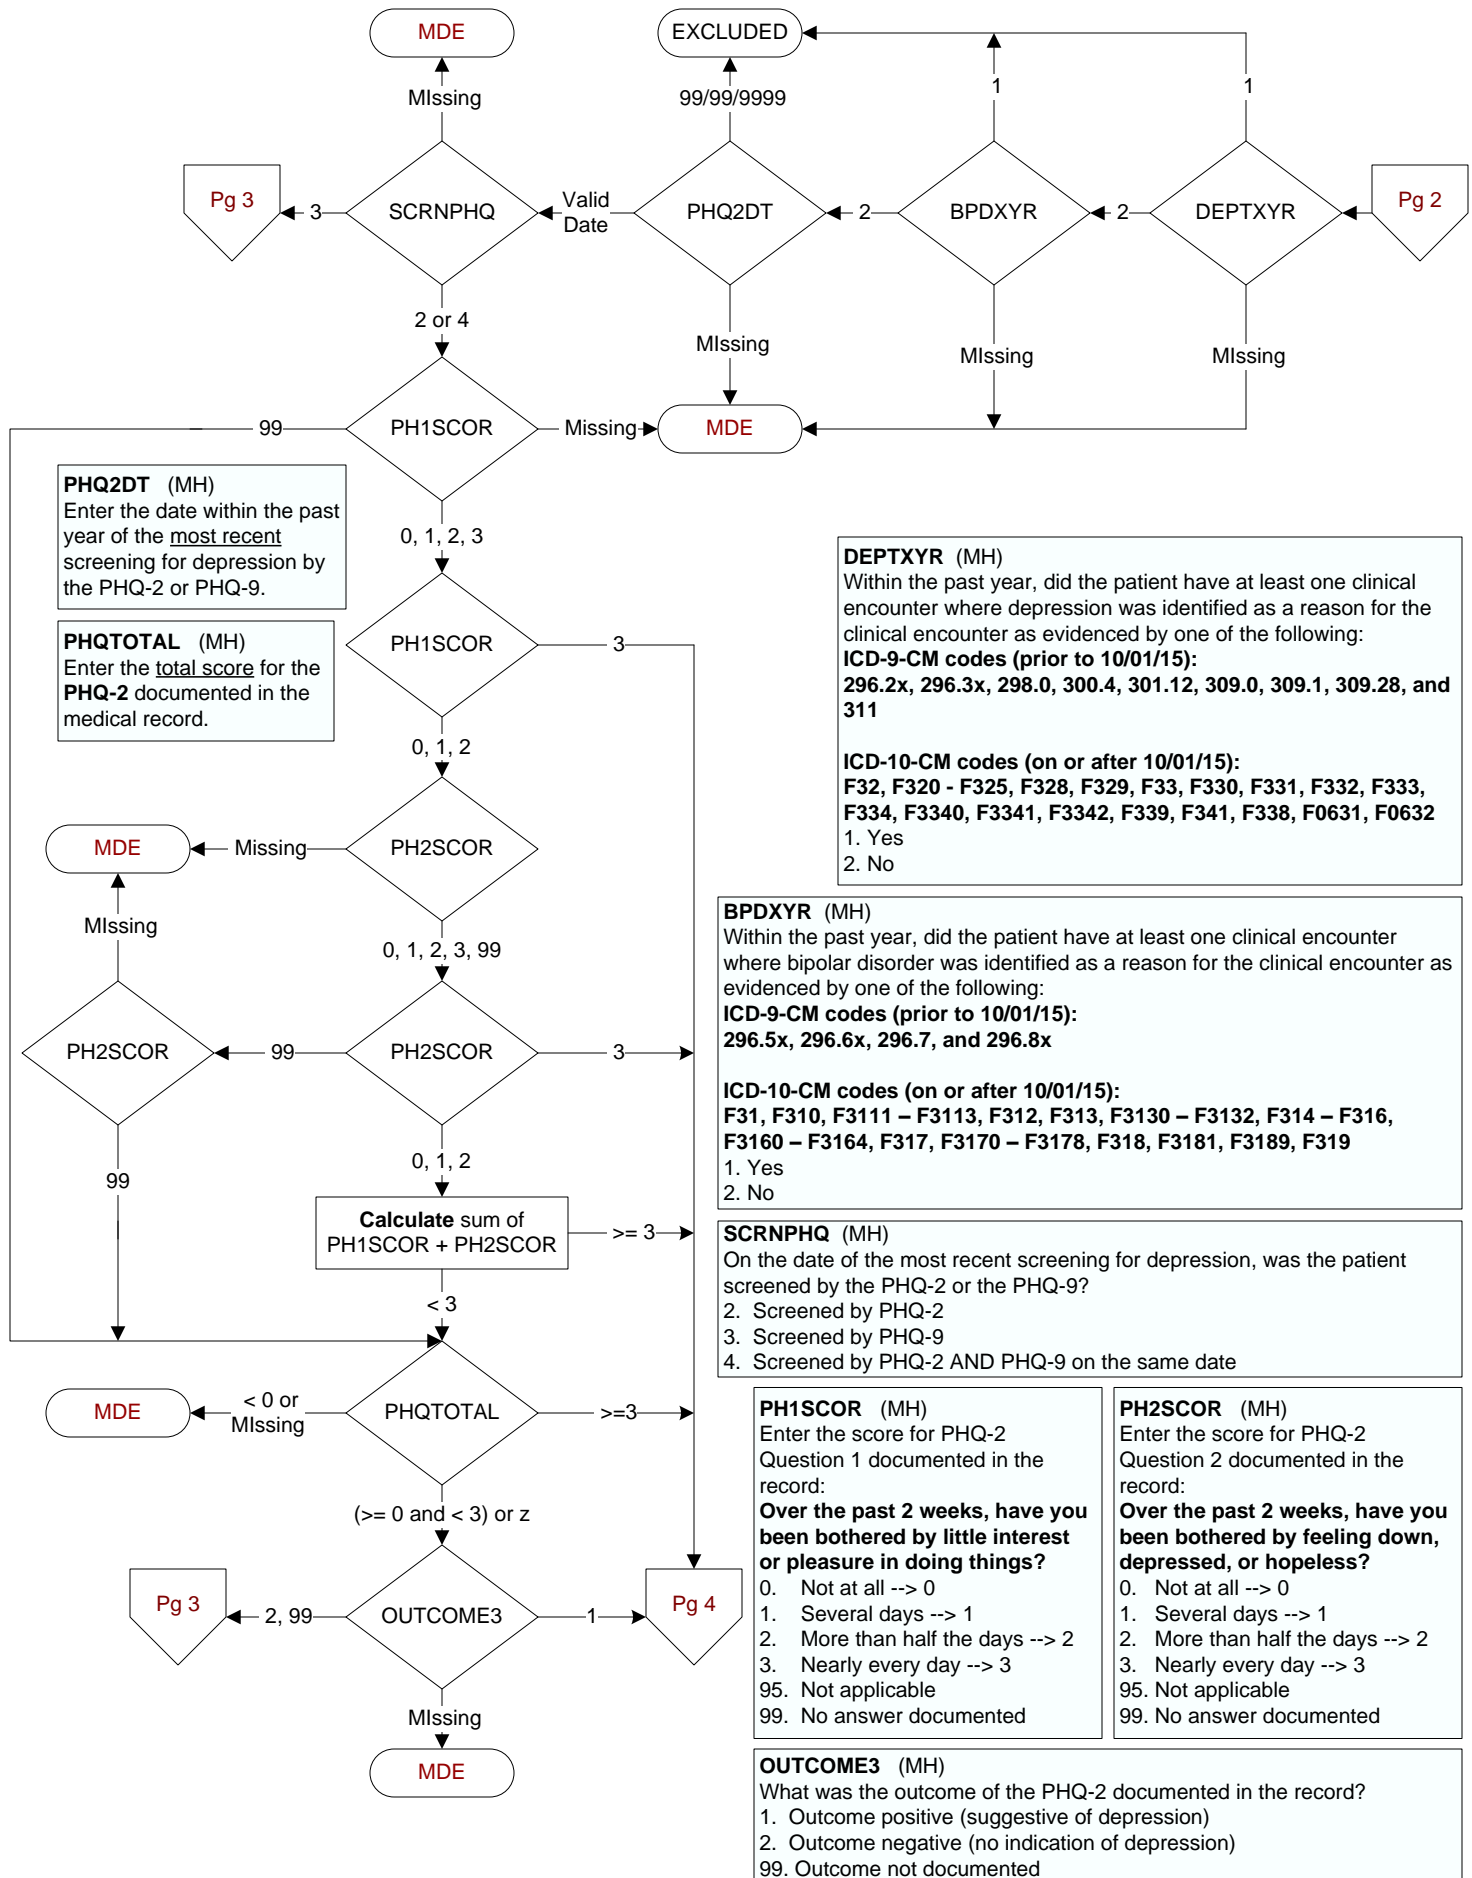 MDE
EXCLUDED
MIssing
99/99/9999
1
1
Pg 3
3
SCRNPHQ
Valid
Date
PHQ2DT
2
BPDXYR
2
DEPTXYR
Pg 2
2 or 4
MIssing
MIssing
MIssing
99
PH1SCOR
Missing
MDE
PHQ2DT (MH)
Enter the date within the past
year of the most recent
screening for depression by
the PHQ-2 or PHQ-9.
0, 1, 2, 3
PHQTOTAL (MH)
Enter the total score for the
PHQ-2 documented in the
medical record.
PH1SCOR
3
0, 1, 2
DEPTXYR (MH)
Within the past year, did the patient have at least one clinical
encounter where depression was identified as a reason for the
clinical encounter as evidenced by one of the following:
ICD-9-CM codes (prior to 10/01/15):
296.2x, 296.3x, 298.0, 300.4, 301.12, 309.0, 309.1, 309.28, and
311
ICD-10-CM codes (on or after 10/01/15):
F32, F320 - F325, F328, F329, F33, F330, F331, F332, F333,
F334, F3340, F3341, F3342, F339, F341, F338, F0631, F0632
1. Yes
2. No
MDE
Missing
PH2SCOR
MIssing
0, 1, 2, 3, 99
PH2SCOR
99
PH2SCOR
3
99
0, 1, 2
BPDXYR (MH)
Within the past year, did the patient have at least one clinical encounter
where bipolar disorder was identified as a reason for the clinical encounter as
evidenced by one of the following:
ICD-9-CM codes (prior to 10/01/15):
296.5x, 296.6x, 296.7, and 296.8x
ICD-10-CM codes (on or after 10/01/15):
F31, F310, F3111 – F3113, F312, F313, F3130 – F3132, F314 – F316,
F3160 – F3164, F317, F3170 – F3178, F318, F3181, F3189, F319
1. Yes
2. No
Calculate sum of
PH1SCOR + PH2SCOR
>= 3
< 3
SCRNPHQ (MH)
On the date of the most recent screening for depression, was the patient
screened by the PHQ-2 or the PHQ-9?
2. Screened by PHQ-2
3. Screened by PHQ-9
4. Screened by PHQ-2 AND PHQ-9 on the same date
MDE
< 0 or
MIssing
PHQTOTAL
>=3
(>= 0 and < 3) or z
Pg 3
2, 99
OUTCOME3
1
Pg 4
MIssing
MDE
PH1SCOR (MH)
Enter the score for PHQ-2
Question 1 documented in the
record:
Over the past 2 weeks, have you
been bothered by little interest
or pleasure in doing things?
0. Not at all --> 0
1. Several days --> 1
2. More than half the days --> 2
3. Nearly every day --> 3
95. Not applicable
99. No answer documented
PH2SCOR (MH)
Enter the score for PHQ-2
Question 2 documented in the
record:
Over the past 2 weeks, have you
been bothered by feeling down,
depressed, or hopeless?
0. Not at all --> 0
1. Several days --> 1
2. More than half the days --> 2
3. Nearly every day --> 3
95. Not applicable
99. No answer documented
OUTCOME3 (MH)
What was the outcome of the PHQ-2 documented in the record?
1. Outcome positive (suggestive of depression)
2. Outcome negative (no indication of depression)
99. Outcome not documented